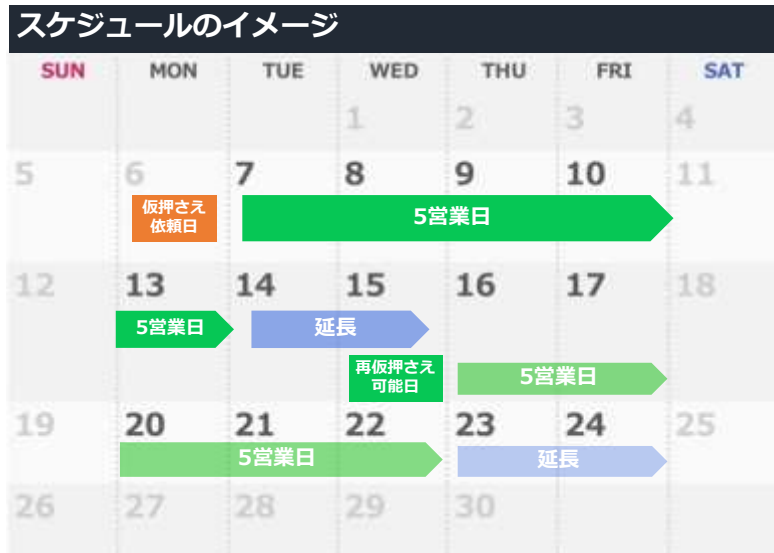 スケジュールのイメージ
SUN MON TUE WED THU FRI SAT
1 2 3 4
5 6 7 8 9 10 11
仮押さえ
依頼日
5営業日
12 13 14 15 16 17 18
5営業日 延長
再仮押さえ
可能日
5営業日
19 20 21 22 23 24 25
5営業日 延長
26 27 28 29 30